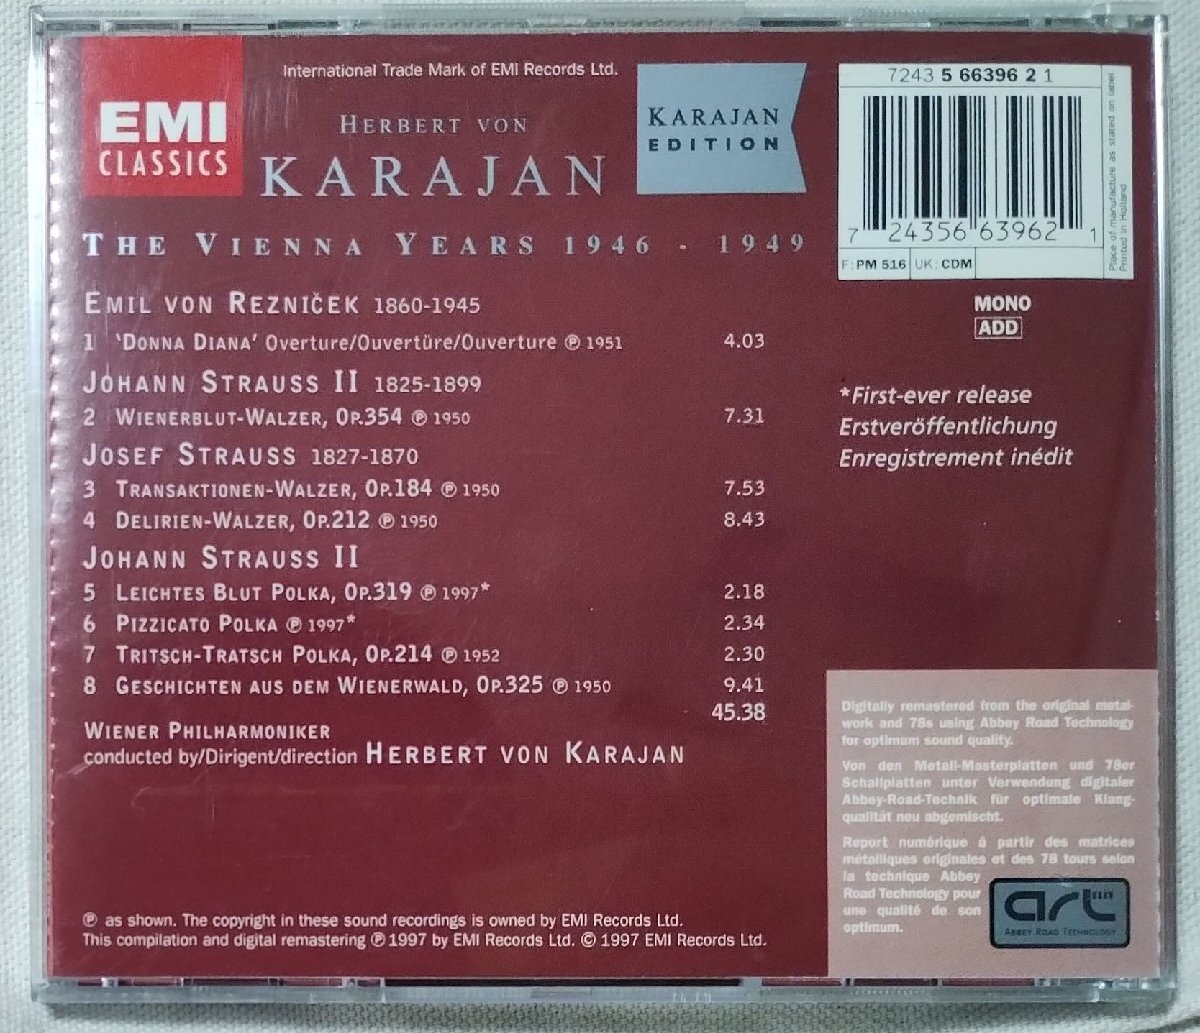 International Trade Mark of EMI Records Ltd.
EMI
CLASSICS
HERBERT VON
KARAJAN
KARAJAN
EDITION
7243 5 66396 2 1
7 24356 63962 1
F: PM 516 UK: CDM
Place of manufacture as stated on label
Printed in Holland
THE VIENNA YEARS 1946 - 1949
MONO
ADD
EMIL VON REZNIČEK 1860-1945
1 'DONNA DIANA' Overture/Ouvertüre/Ouverture ℗ 1951 4.03
JOHANN STRAUSS II 1825-1899
2 WIENERBLUT-WALZER, OP.354 ℗ 1950 7.31
JOSEF STRAUSS 1827-1870
3 TRANSAKTIONEN-WALZER, OP.184 ℗ 1950 7.53
4 DELIRIEN-WALZER, OP.212 ℗ 1950 8.43
JOHANN STRAUSS II
5 LEICHTES BLUT POLKA, OP.319 ℗ 1997* 2.18
6 PIZZICATO POLKA ℗ 1997* 2.34
7 TRITSCH-TRATSCH POLKA, OP.214 ℗ 1952 2.30
8 GESCHICHTEN AUS DEM WIENERWALD, OP.325 ℗ 1950 9.41
45.38
WIENER PHILHARMONIKER
conducted by/Dirigent/direction HERBERT VON KARAJAN
*First-ever release
Erstveröffentlichung
Enregistrement inédit
Digitally remastered from the original metal-
work and 78s using Abbey Road Technology
for optimum sound quality.
Von den Metall-Masterplatten und 78er
Schallplatten unter Verwendung digitaler
Abbey-Road-Technik für optimale Klang-
qualität neu abgemischt.
Report numérique à partir des matrices
métalliques originales et des 78 tours selon
la technique Abbey
Road Technology pour
une qualité de son
optimum.
art
ABBEY ROAD TECHNOLOGY
℗ as shown. The copyright in these sound recordings is owned by EMI Records Ltd.
This compilation and digital remastering ℗ 1997 by EMI Records Ltd. © 1997 EMI Records Ltd.